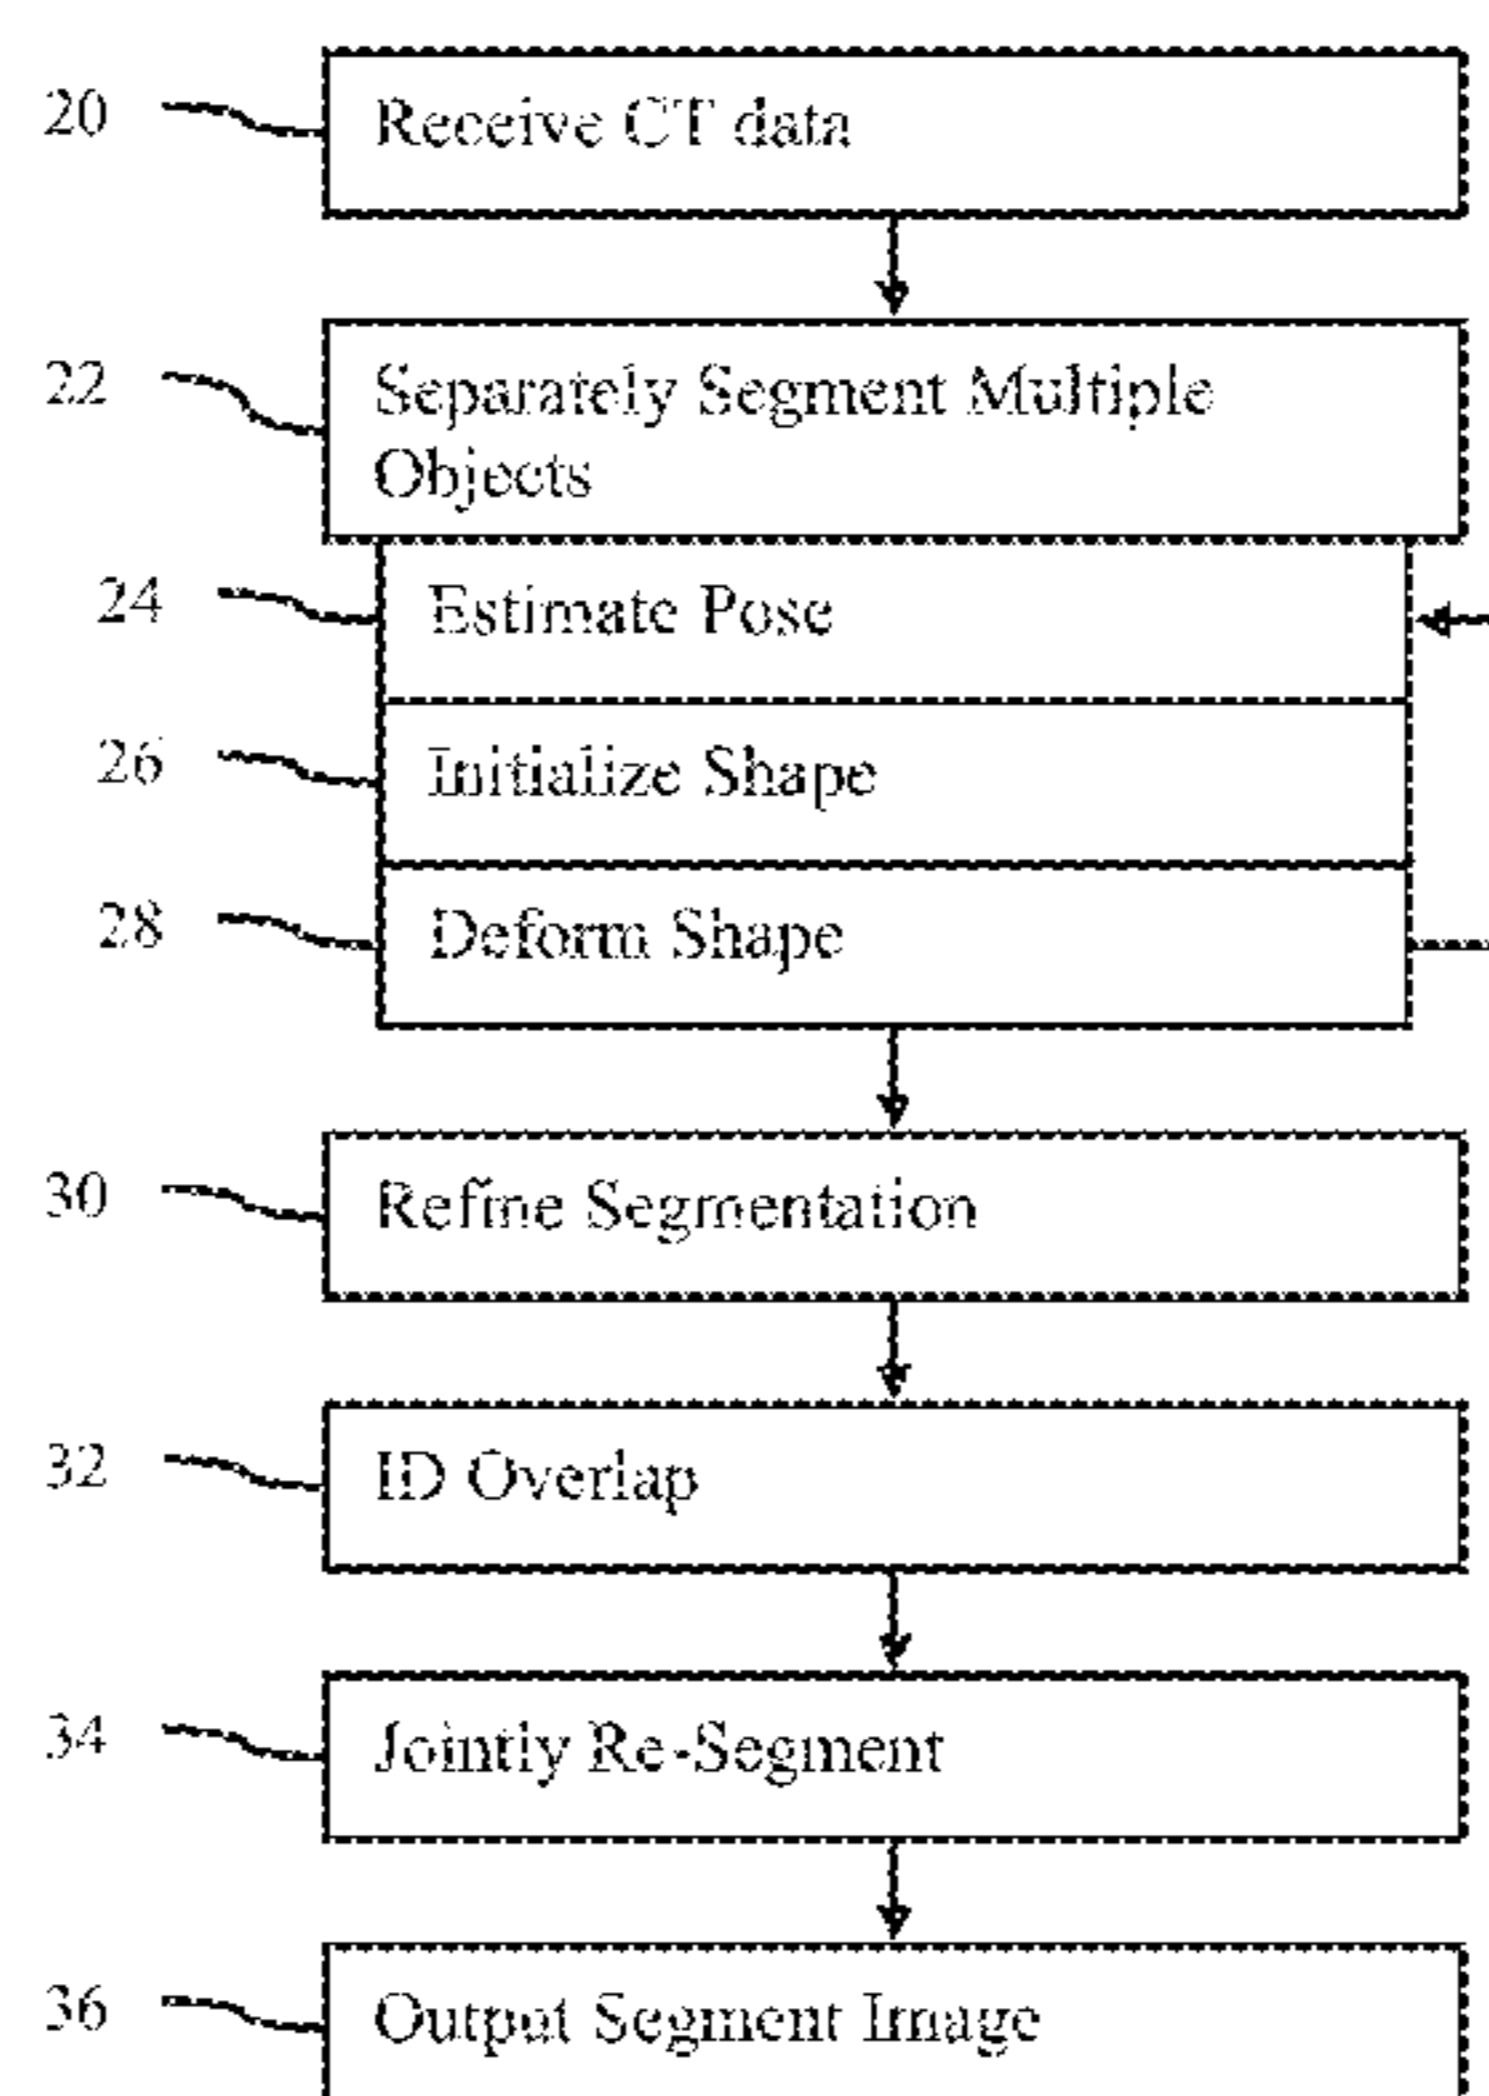 20 Receive CT data
22 Separately Segment Multiple
Objects
24 Estimate Pose
26 Initialize Shape
28 Deform Shape
30 Refine Segmentation
32 ID Overlap
34 Jointly Re-Segment
36 Output Segment Image